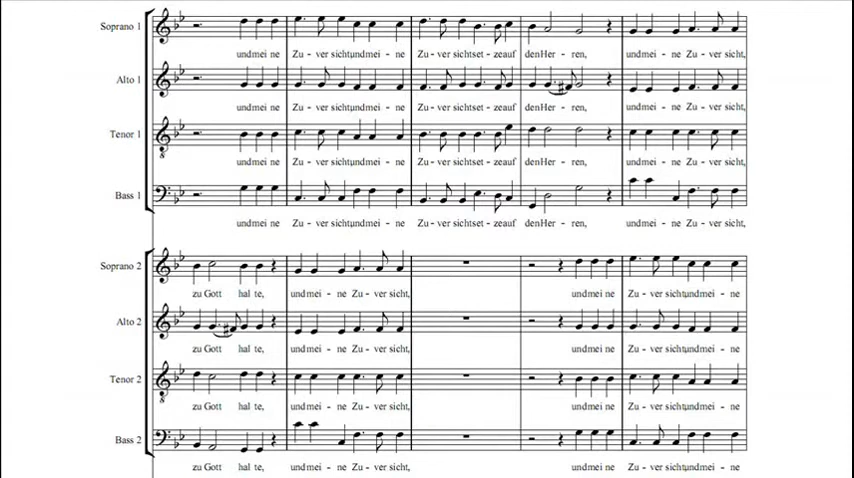 Soprano 1
undmei ne Zu - ver sichtundmei - ne Zu - ver sichtset - zeauf denHer - ren, undmei - ne Zu - ver sicht,
Alto 1
undmei ne Zu - ver sichtundmei - ne Zu - ver sichtset - zeauf denHer - ren, undmei - ne Zu - ver sicht,
Tenor 1
undmei ne Zu - ver sichtundmei - ne Zu - ver sichtset - zeauf denHer - ren, undmei - ne Zu - ver sicht,
Bass 1
undmei ne Zu - ver sichtundmei - ne Zu - ver sichtset - zeauf denHer - ren, undmei - ne Zu - ver sicht,
Soprano 2
zu Gott hal te, undmei - ne Zu - ver sicht, undmei ne Zu - ver sichtundmei - ne
Alto 2
zu Gott hal te, undmei - ne Zu - ver sicht, undmei ne Zu - ver sichtundmei - ne
Tenor 2
zu Gott hal te, undmei - ne Zu - ver sicht, undmei ne Zu - ver sichtundmei - ne
Bass 2
zu Gott hal te, undmei - ne Zu - ver sicht, undmei ne Zu - ver sichtundmei - ne